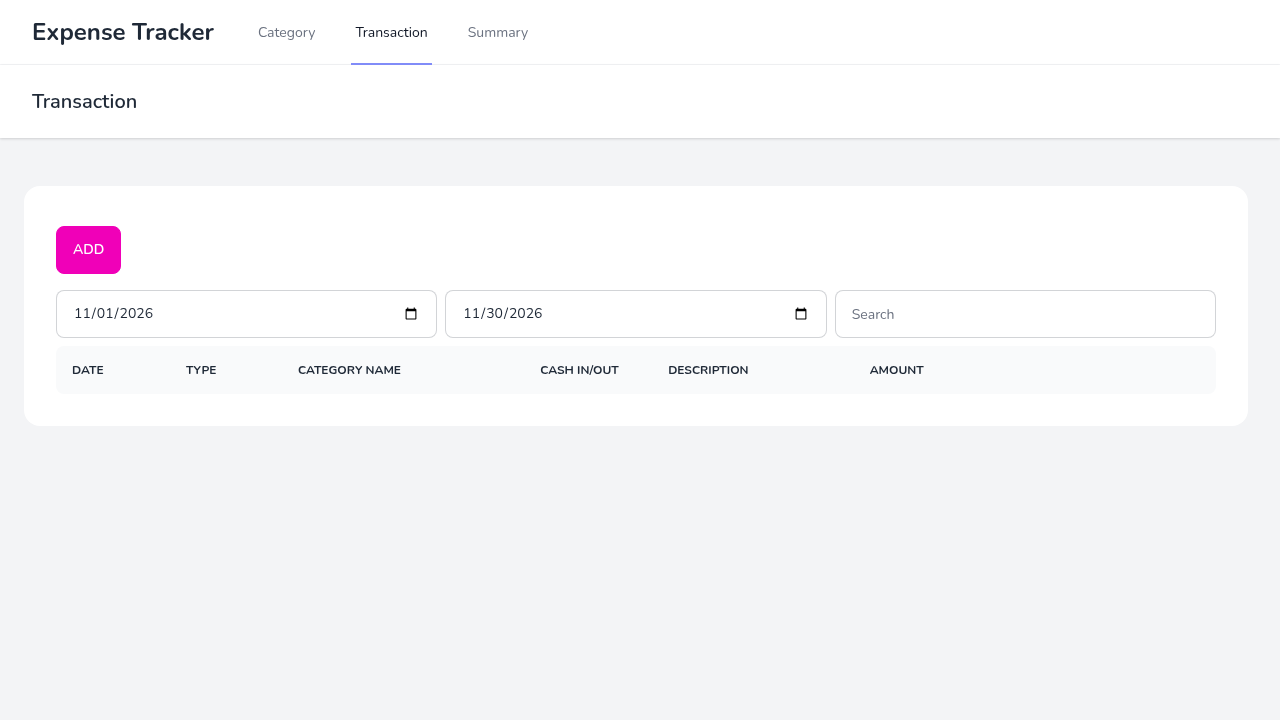 Expense Tracker Category Transaction Summary
Transaction
ADD
11/01/2026 11/30/2026 Search
DATE TYPE CATEGORY NAME CASH IN/OUT DESCRIPTION AMOUNT